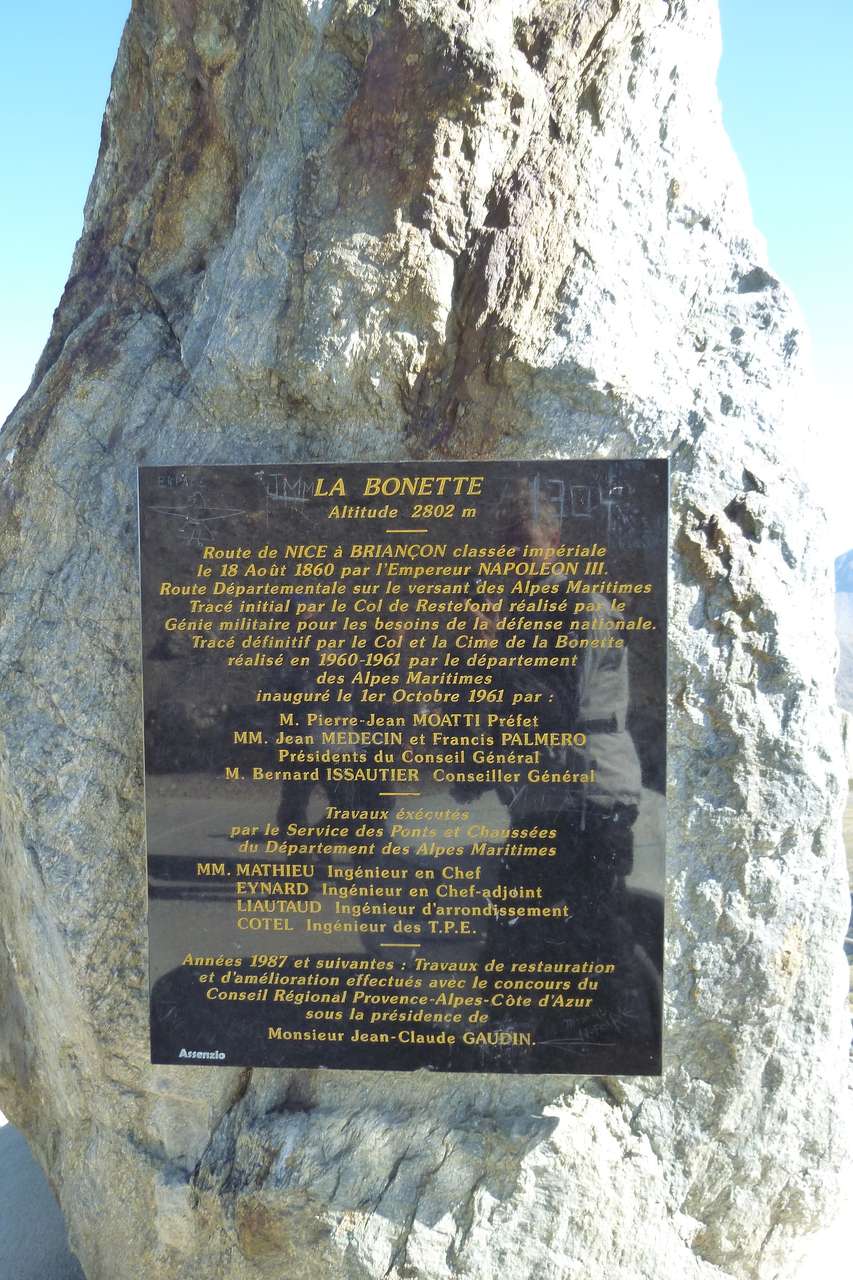 LA BONETTE
Altitude 2802 m
Route de NICE à BRIANÇON classée impériale
le 18 Août 1860 par l'Empereur NAPOLEON III.
Route Départementale sur le versant des Alpes Maritimes
Tracé initial par le Col de Restefond réalisé par le
Génie militaire pour les besoins de la défense nationale.
Tracé définitif par le Col et la Cime de la Bonette
réalisé en 1960-1961 par le département
des Alpes Maritimes
inauguré le 1er Octobre 1961 par :
M. Pierre-Jean MOATTI Préfet
MM. Jean MEDECIN et Francis PALMERO
Présidents du Conseil Général
M. Bernard ISSAUTIER Conseiller Général
Travaux éxécutés
par le Service des Ponts et Chaussées
du Département des Alpes Maritimes
MM. MATHIEU Ingénieur en Chef
EYNARD Ingénieur en Chef-adjoint
LIAUTAUD Ingénieur d'arrondissement
COTEL Ingénieur des T.P.E.
Années 1987 et suivantes : Travaux de restauration
et d'amélioration effectués avec le concours du
Conseil Régional Provence-Alpes-Côte d'Azur
sous la présidence de
Monsieur Jean-Claude GAUDIN.
Assenzio